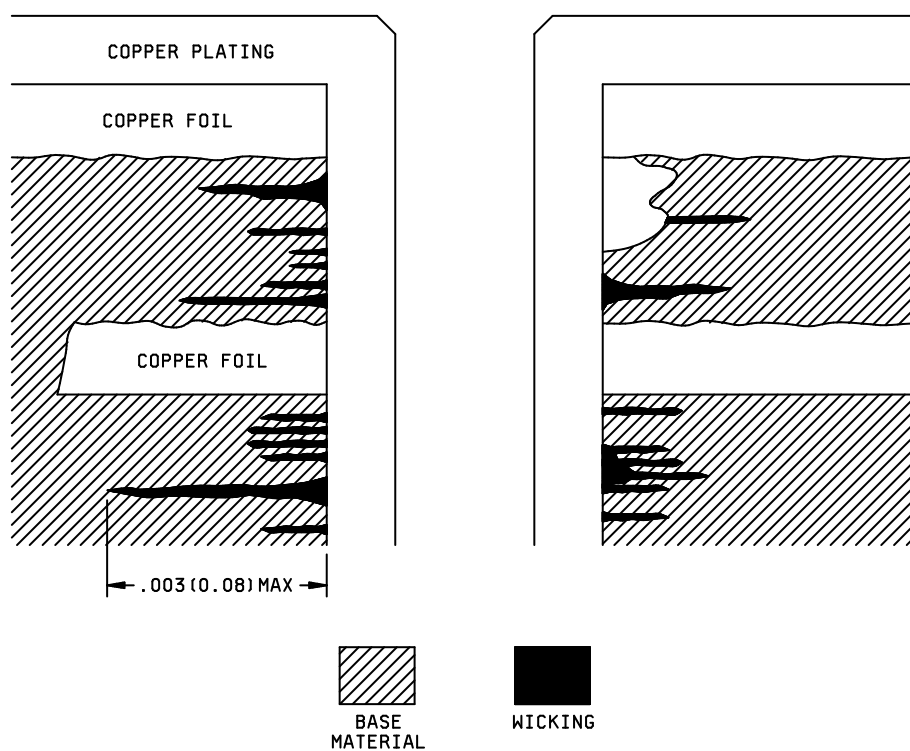 COPPER PLATING
COPPER FOIL
COPPER FOIL
.003(0.08)MAX
BASE
MATERIAL
WICKING